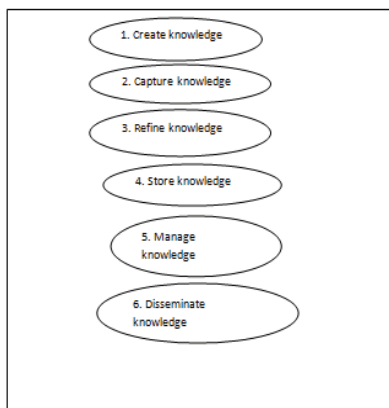 1. Create knowledge
2. Capture knowledge
3. Refine knowledge
4. Store knowledge
5. Manage
knowledge
6. Disseminate
knowledge